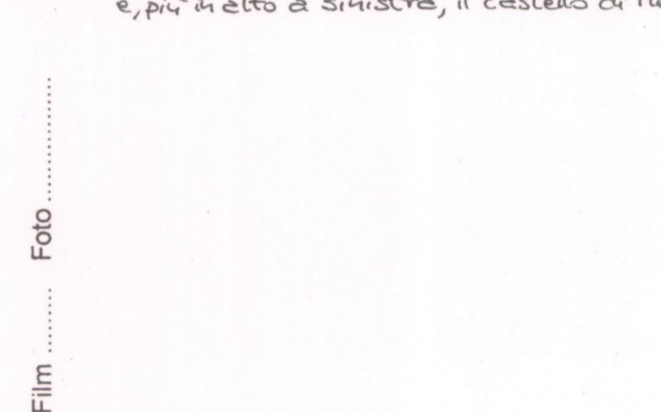 e, più in alto a sinistra, il castello di
Film .......... Foto ....................